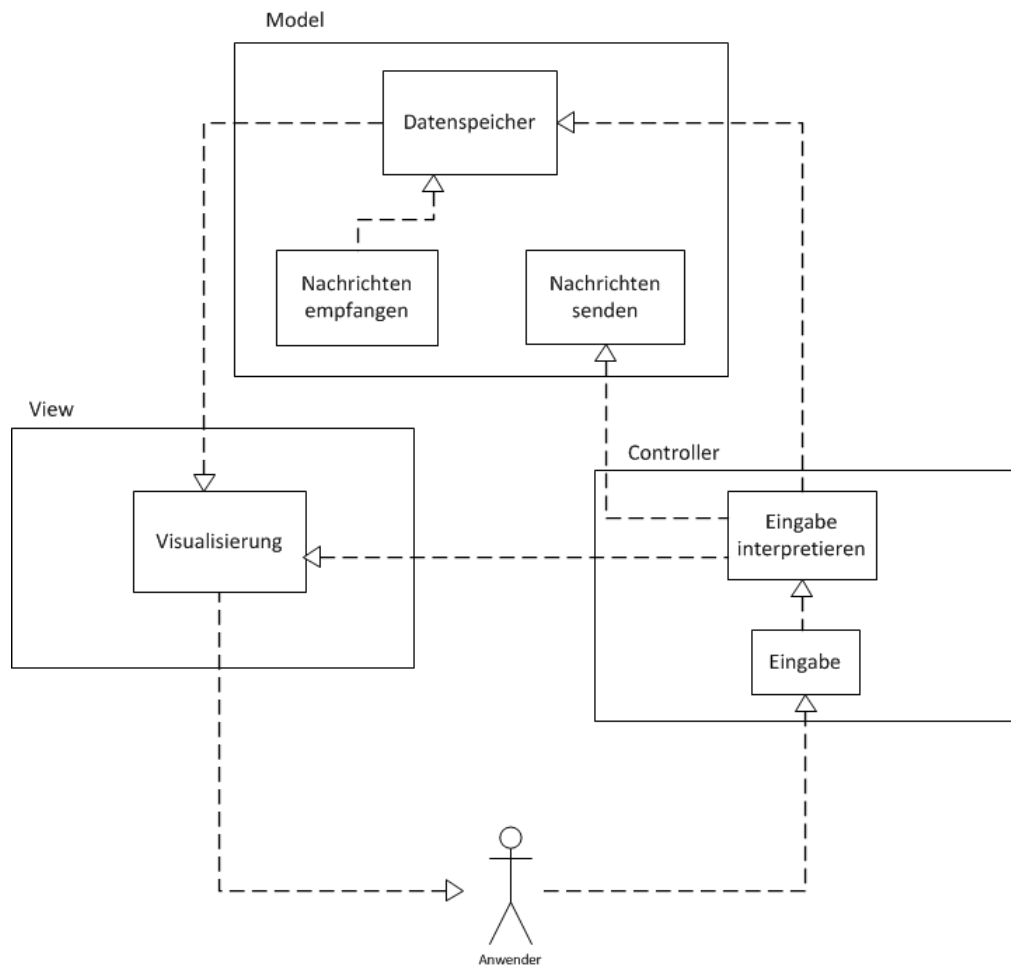 Model
Datenspeicher
Nachrichten
empfangen
Nachrichten
senden
View
Visualisierung
Controller
Eingabe
interpretieren
Eingabe
Anwender